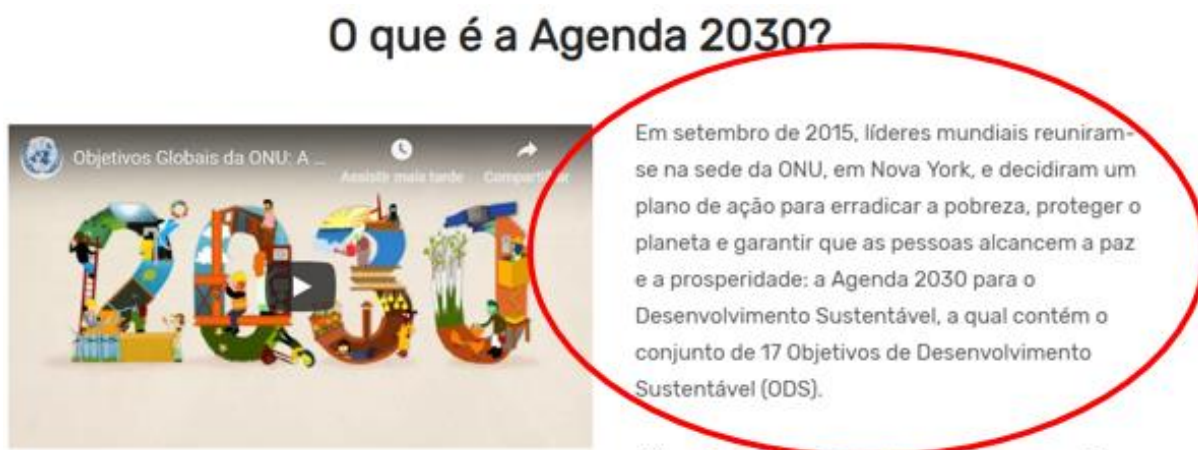 O que é a Agenda 2030?
Objetivos Globais da ONU: A ...
Assistir mais tarde
Compartilhar
2030
Em setembro de 2015, líderes mundiais reuniram-
se na sede da ONU, em Nova York, e decidiram um
plano de ação para erradicar a pobreza, proteger o
planeta e garantir que as pessoas alcancem a paz
e a prosperidade: a Agenda 2030 para o
Desenvolvimento Sustentável, a qual contém o
conjunto de 17 Objetivos de Desenvolvimento
Sustentável (ODS).